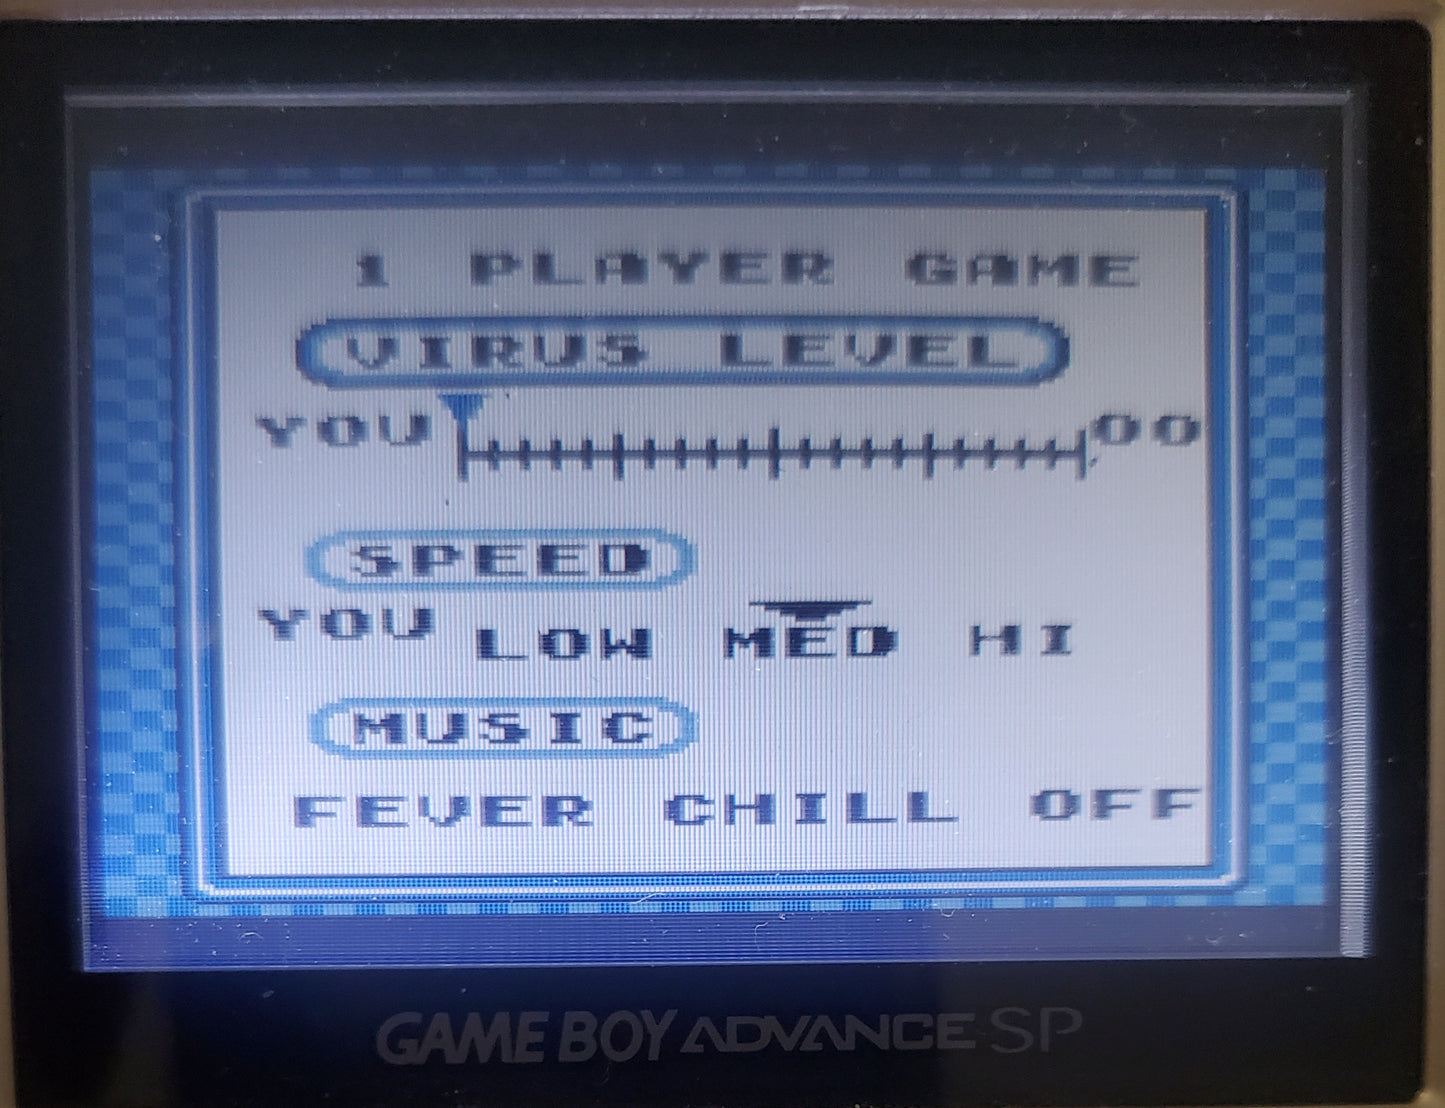 1 PLAYER GAME
VIRUS LEVEL
YOU 00
SPEED
YOU LOW MED HI
MUSIC
FEVER CHILL OFF
GAME BOY ADVANCE SP